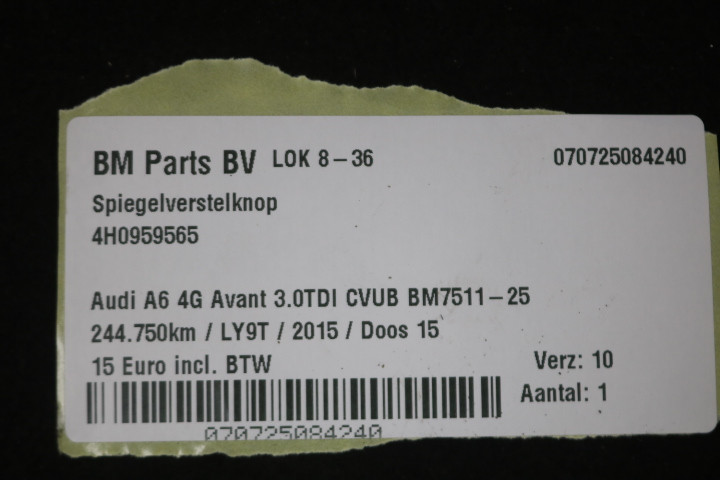 BM Parts BV LOK 8-36 070725084240
Spiegelverstelknop
4H0959565
Audi A6 4G Avant 3.0TDI CVUB BM7511-25
244.750km / LY9T / 2015 / Doos 15
15 Euro incl. BTW Verz: 10
Aantal: 1
070725084240